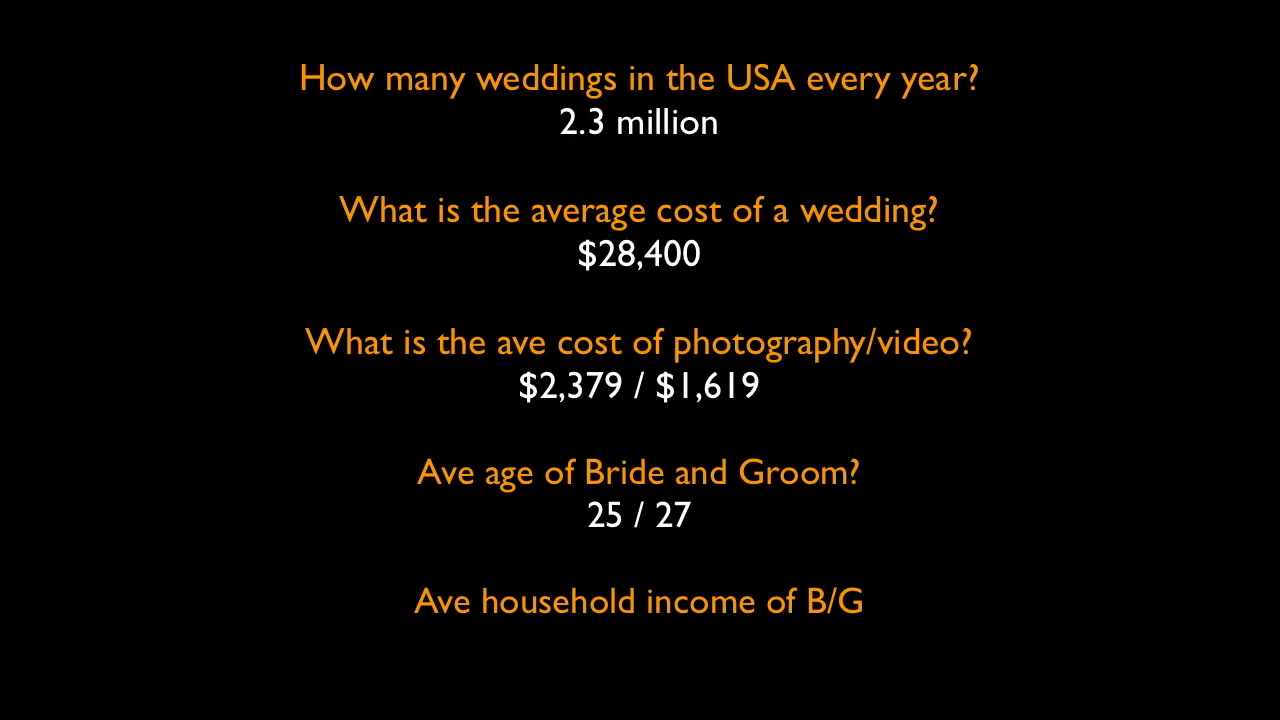 How many weddings in the USA every year?
2.3 million
What is the average cost of a wedding?
$28,400
What is the ave cost of photography/video?
$2,379 / $1,619
Ave age of Bride and Groom?
25 / 27
Ave household income of B/G